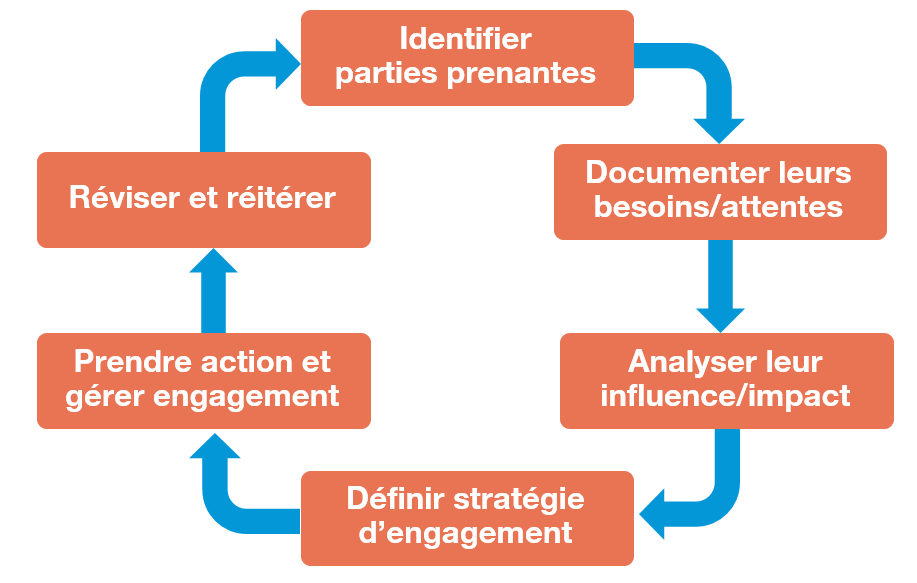 Identifier
parties prenantes
Documenter leurs
besoins/attentes
Analyser leur
influence/impact
Définir stratégie
d’engagement
Prendre action et
gérer engagement
Réviser et réitérer